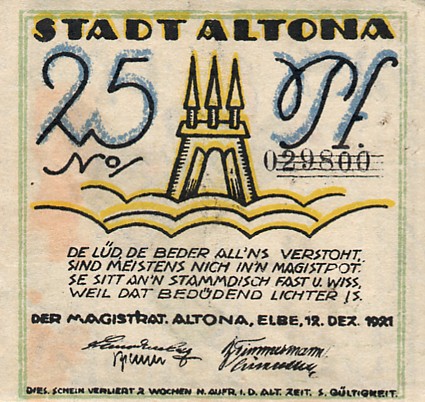 STADT ALTONA
25 Pf.
No 029800
DE LÜD, DE BEDER ALL'NS VERSTOHT,
SIND MEISTENS NICH IN'N MAGISTROT:
SE SITT AN'N STAMMDISCH FAST U. WISS,
WEIL DAT BEDÜDEND LICHTER IS.
DER MAGISTRAT. ALTONA, ELBE, 12. DEZ. 1921
DIES. SCHEIN VERLIERT 2 WOCHEN N. AUFR. I. D. ALT. ZEIT. S. GÜLTIGKEIT.